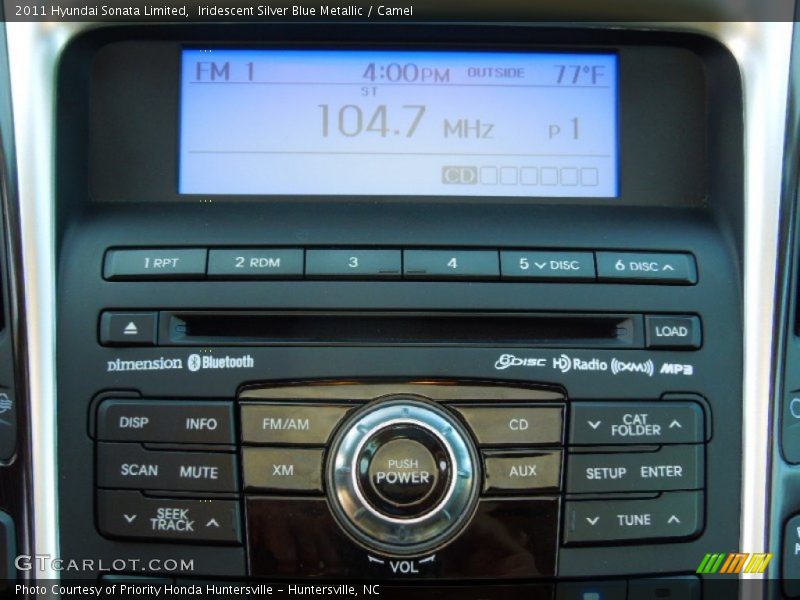 2011 Hyundai Sonata Limited,  Iridescent Silver Blue Metallic / Camel
FM 1 4:00PM OUTSIDE 77°F
ST
104.7 MHz P 1
CD
1 RPT 2 RDM 3 4 5 DISC 6 DISC
LOAD
Dimension Bluetooth 6DISC HD Radio (XM) MP3
DISP INFO FM/AM CD CAT FOLDER
SCAN MUTE XM PUSH POWER AUX SETUP ENTER
SEEK TRACK TUNE
VOL
GTCARLOT.COM
Photo Courtesy of Priority Honda Huntersville - Huntersville, NC